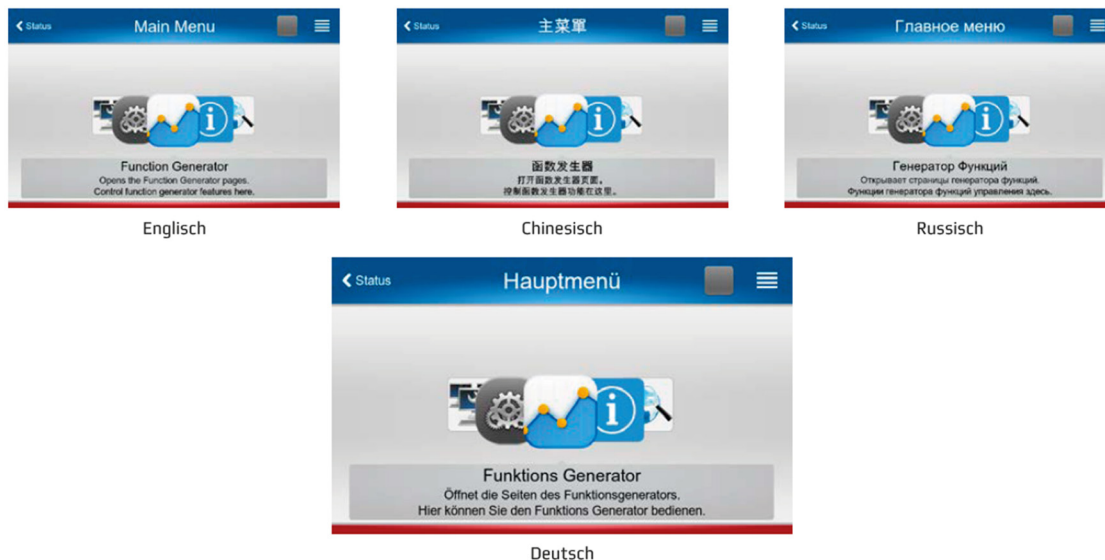 Status
Main Menu
Function Generator
Opens the Function Generator pages.
Control function generator features here.
Englisch
Status
主菜單
函数发生器
打开函数发生器页面。
控制函数发生器功能在这里。
Chinesisch
Status
Главное меню
Генератор Функций
Открывает страницы генератора функций.
Функции генератора функций управления здесь.
Russisch
Status
Hauptmenü
Funktions Generator
Öffnet die Seiten des Funktionsgenerators.
Hier können Sie den Funktions Generator bedienen.
Deutsch